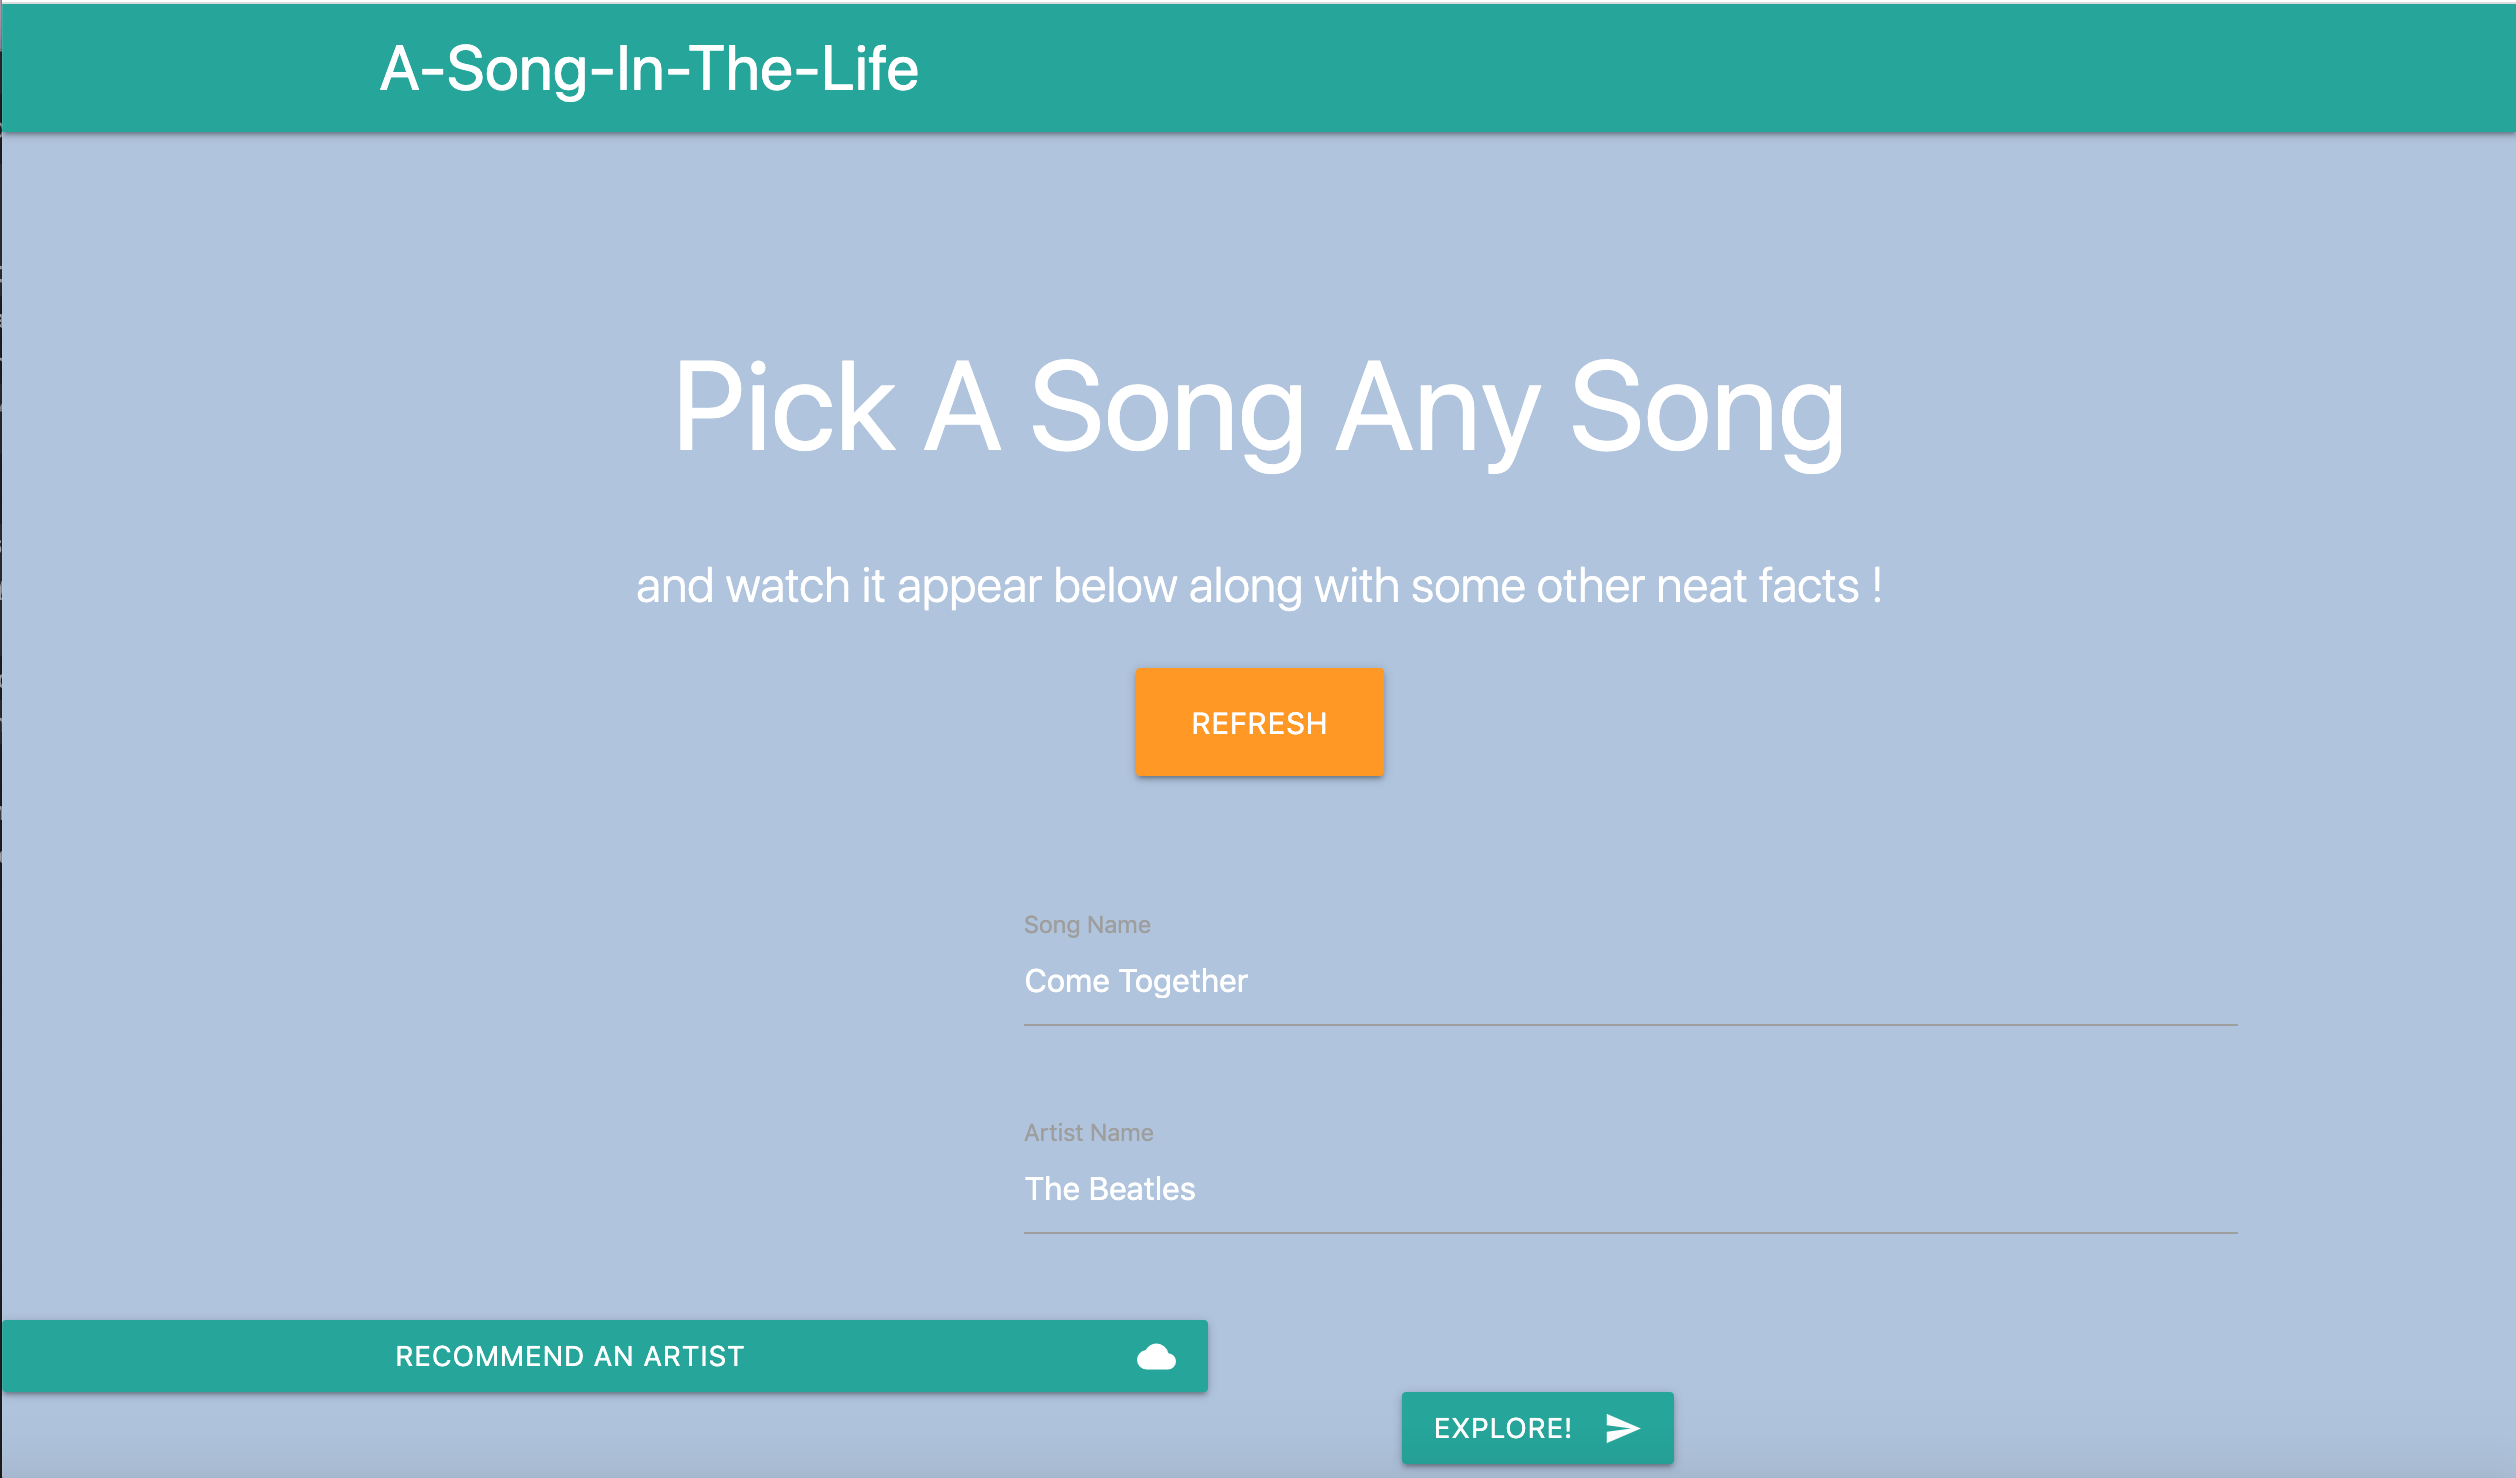 A-Song-In-The-Life
Pick A Song Any Song
and watch it appear below along with some other neat facts !
REFRESH
Song Name
Come Together
Artist Name
The Beatles
RECOMMEND AN ARTIST
EXPLORE!